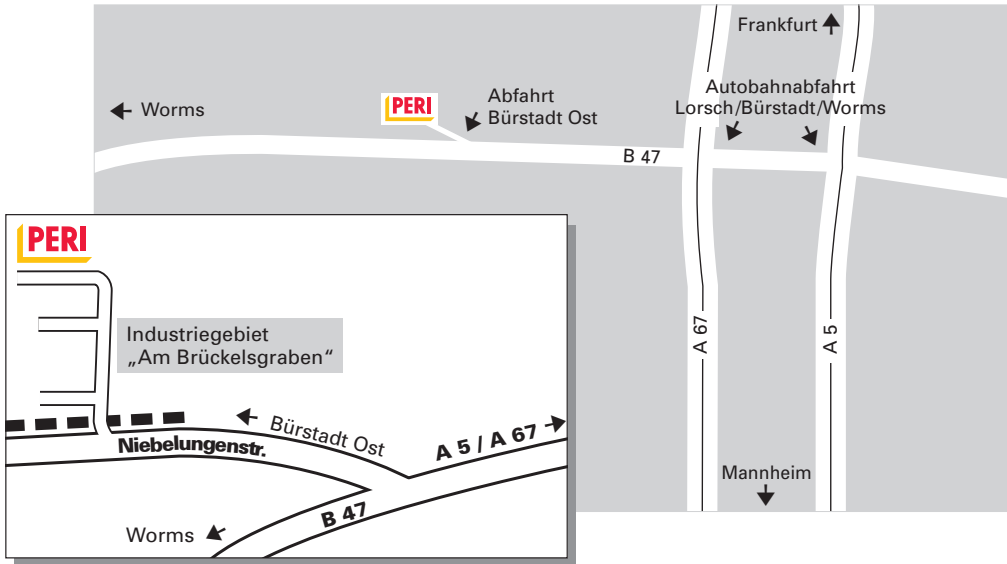 Frankfurt
Autobahnabfahrt
Lorsch/Bürstadt/Worms
Worms
PERI
Abfahrt
Bürstadt Ost
B 47
A 67
A 5
Mannheim
PERI
Industriegebiet
„Am Brückelsgraben“
Bürstadt Ost
A 5 / A 67
Niebelungenstr.
B 47
Worms